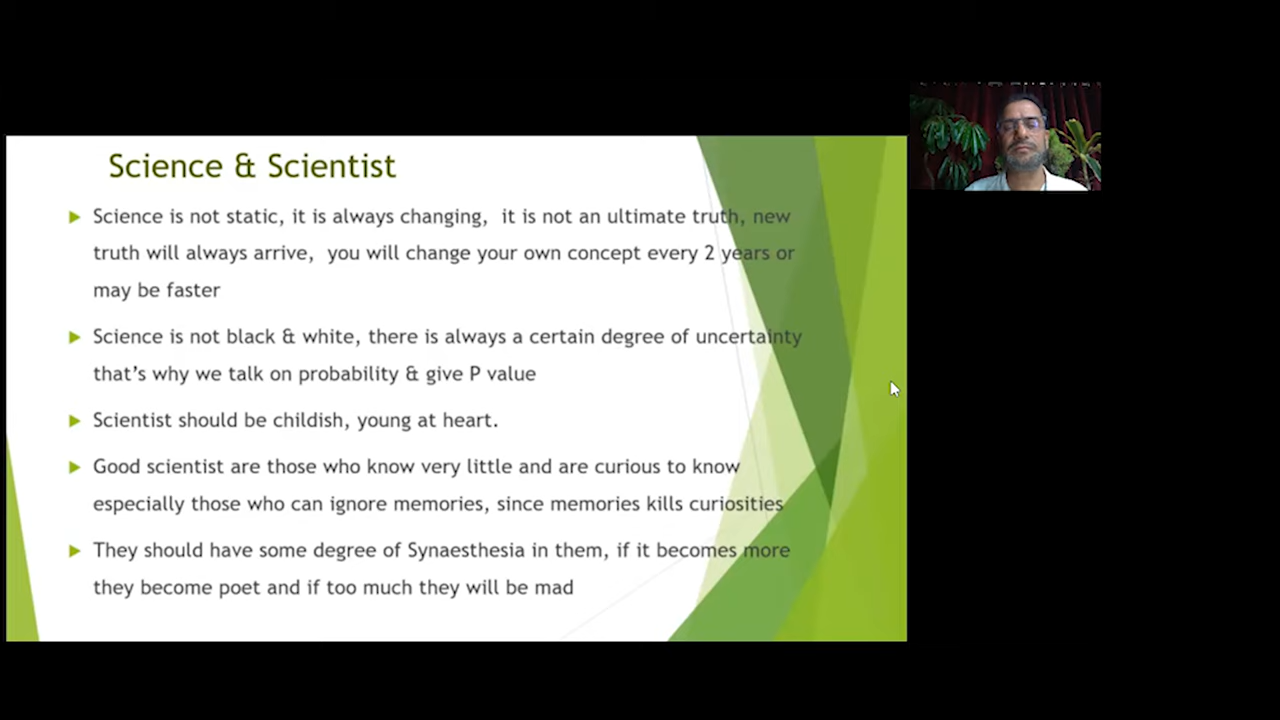 Science & Scientist
Science is not static, it is always changing, it is not an ultimate truth, new
truth will always arrive, you will change your own concept every 2 years or
may be faster
Science is not black & white, there is always a certain degree of uncertainty
that's why we talk on probability & give P value
Scientist should be childish, young at heart.
Good scientist are those who know very little and are curious to know
especially those who can ignore memories, since memories kills curiosities
They should have some degree of Synaesthesia in them, if it becomes more
they become poet and if too much they will be mad